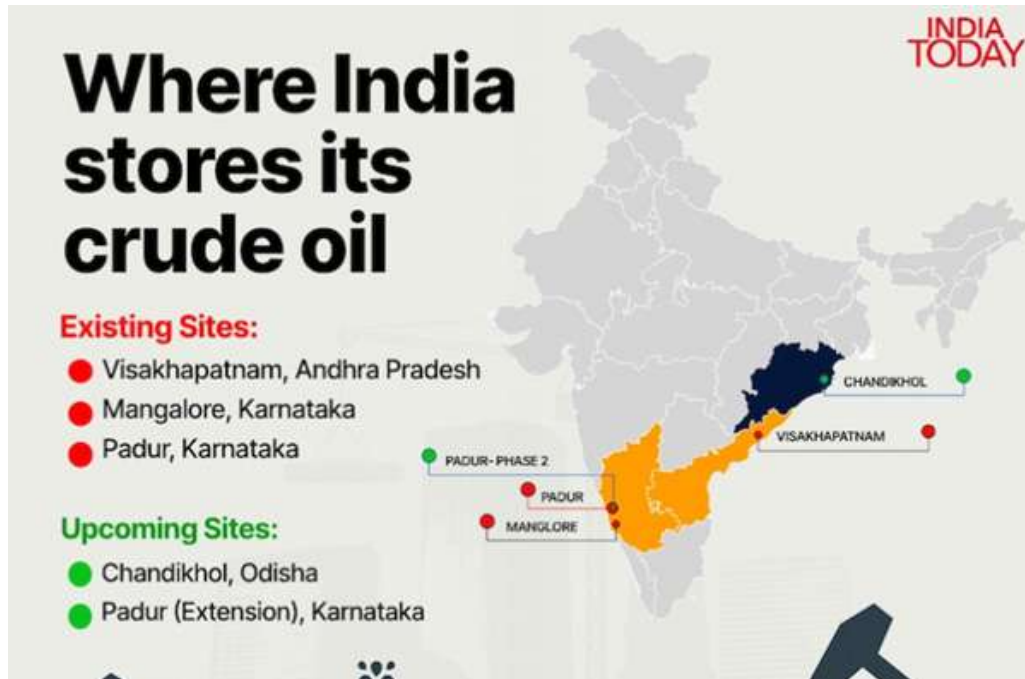 INDIA
TODAY
Where India
stores its
crude oil
Existing Sites:
Visakhapatnam, Andhra Pradesh
Mangalore, Karnataka
Padur, Karnataka
Upcoming Sites:
Chandikhol, Odisha
Padur (Extension), Karnataka
CHANDIKHOL
VISAKHAPATNAM
PADUR- PHASE 2
PADUR
MANGLORE